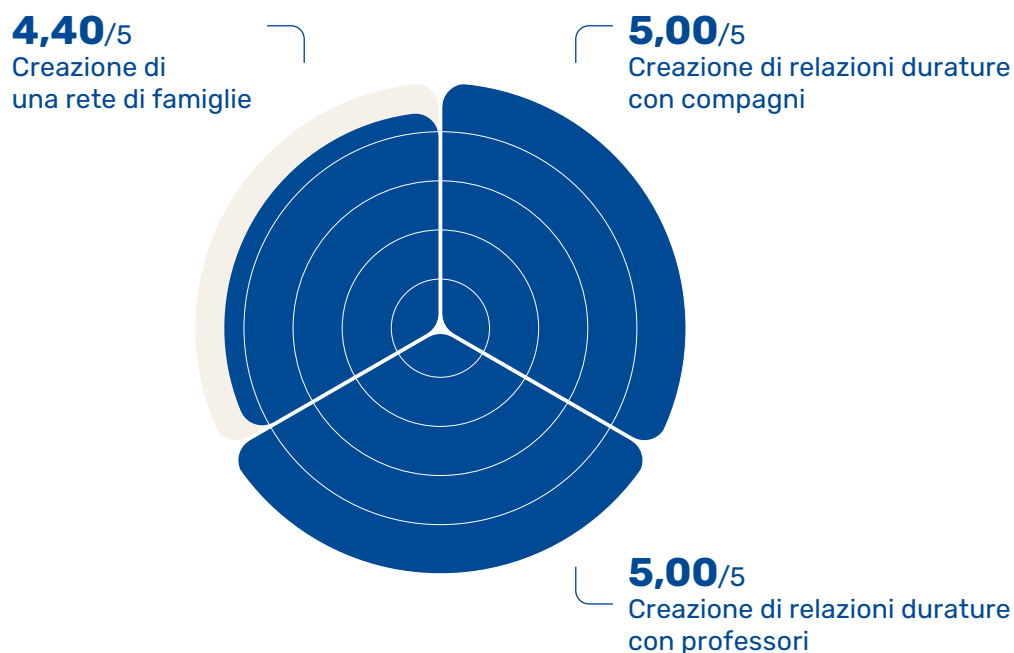 4,40/5
Creazione di
una rete di famiglie
5,00/5
Creazione di relazioni durature
con compagni
5,00/5
Creazione di relazioni durature
con professori